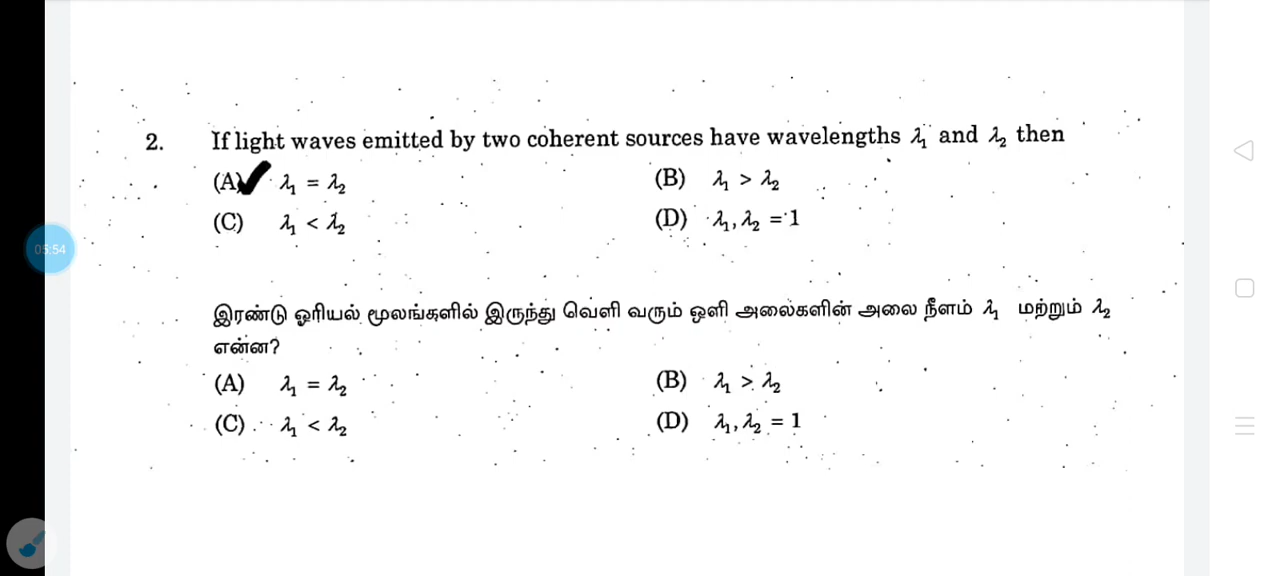 2. If light waves emitted by two coherent sources have wavelengths λ₁ and λ₂ then
(A) λ₁ = λ₂ (B) λ₁ > λ₂
(C) λ₁ < λ₂ (D) λ₁, λ₂ = 1
05:54
இரண்டு ஓரியல் மூலங்களில் இருந்து வெளி வரும் ஒளி அலைகளின் அலை நீளம் λ₁ மற்றும் λ₂
என்ன?
(A) λ₁ = λ₂ (B) λ₁ > λ₂
(C) λ₁ < λ₂ (D) λ₁, λ₂ = 1